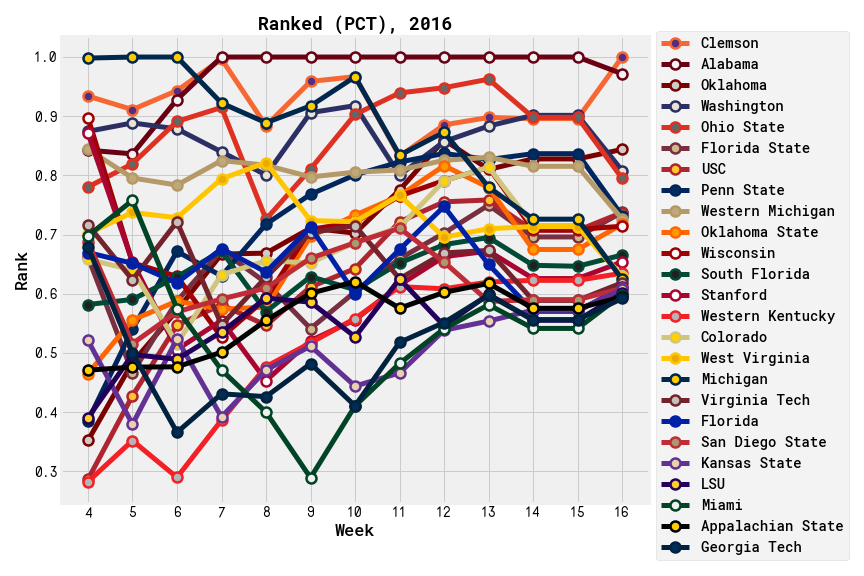 Ranked (PCT), 2016
1.0
0.9
0.8
0.7
0.6
0.5
0.4
0.3
Rank
4 5 6 7 8 9 10 11 12 13 14 15 16
Week
Clemson
Alabama
Oklahoma
Washington
Ohio State
Florida State
USC
Penn State
Western Michigan
Oklahoma State
Wisconsin
South Florida
Stanford
Western Kentucky
Colorado
West Virginia
Michigan
Virginia Tech
Florida
San Diego State
Kansas State
LSU
Miami
Appalachian State
Georgia Tech